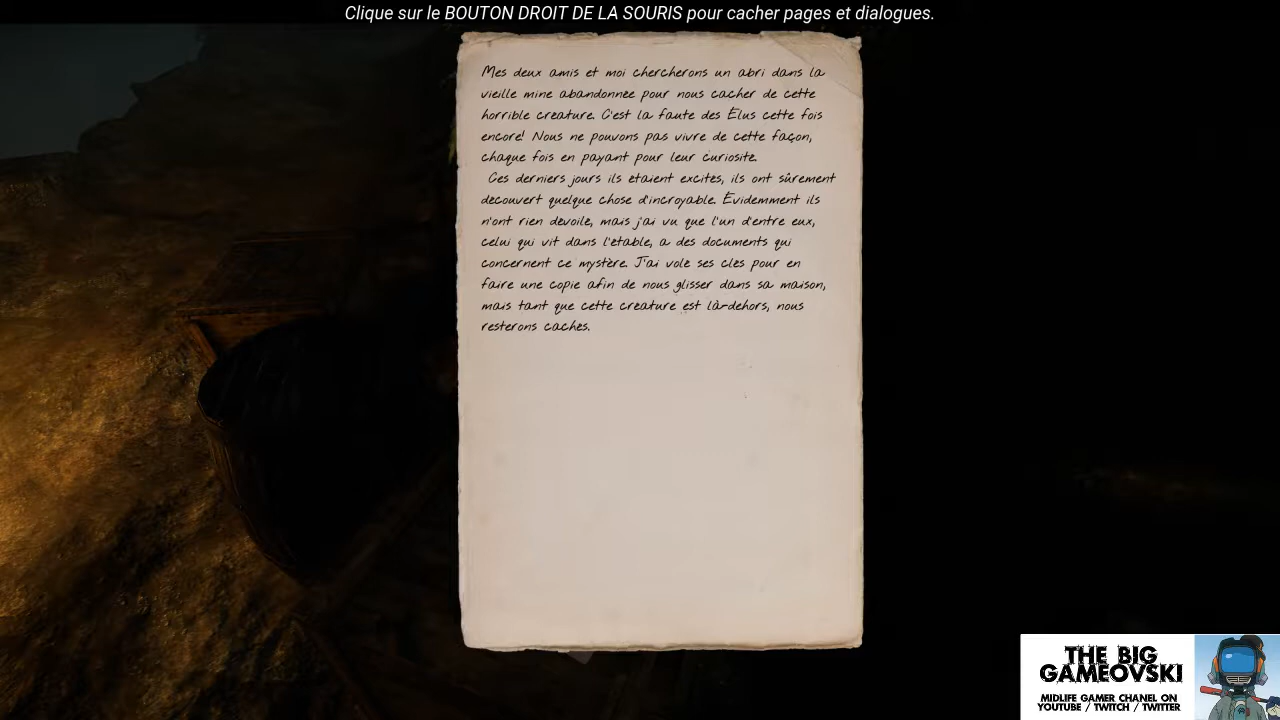 Clique sur le BOUTON DROIT DE LA SOURIS pour cacher pages et dialogues.
Mes deux amis et moi chercherons un abri dans la
vieille mine abandonnee pour nous cacher de cette
horrible creature. C'est la faute des Elus cette fois
encore! Nous ne pouvons pas vivre de cette façon,
chaque fois en payant pour leur curiosite.
Ces derniers jours ils etaient excites, ils ont sûrement
decouvert quelque chose d'incroyable. Evidemment ils
n'ont rien devoile, mais j'ai vu que l'un d'entre eux,
celui qui vit dans l'etable, a des documents qui
concernent ce mystère. J'ai vole ses cles pour en
faire une copie afin de nous glisser dans sa maison,
mais tant que cette creature est là-dehors, nous
resterons caches.
THE BIG
GAMEOVSKI
MIDLIFE GAMER CHANEL ON
YOUTUBE / TWITCH / TWITTER